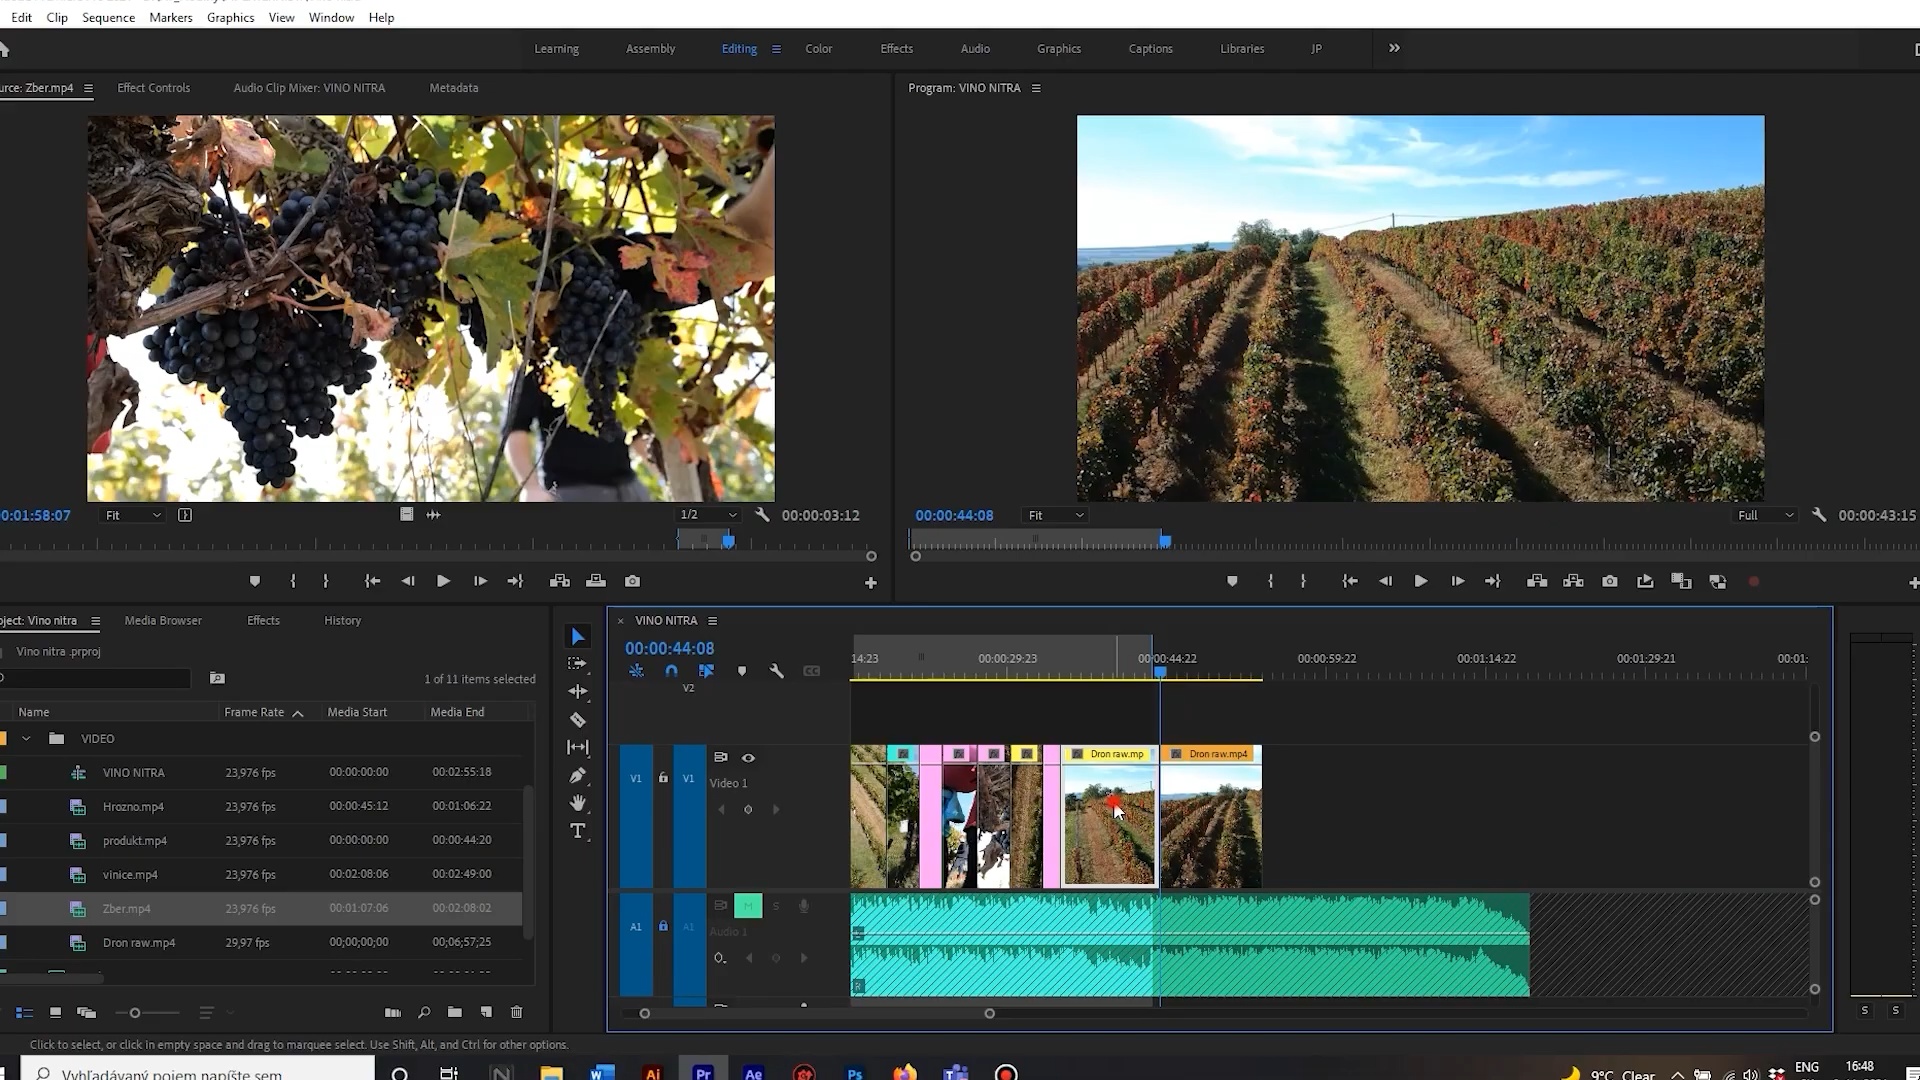 Edit Clip Sequence Markers Graphics View Window Help
Learning Assembly Editing Color Effects Audio Graphics Captions Libraries JP
urce: Zber.mp4 Effect Controls Audio Clip Mixer: VINO NITRA Metadata
Program: VINO NITRA
0:01:58:07 Fit 1/2 00:00:03:12
00:00:44:08 Fit Full 00:00:43:15
oject: Vino nitra Media Browser Effects History
Vino nitra .prproj
1 of 11 items selected
Name Frame Rate Media Start Media End
VIDEO
VINO NITRA 23,976 fps 00:00:00:00 00:02:55:18
Hrozno.mp4 23,976 fps 00:00:45:12 00:01:06:22
produkt.mp4 23,976 fps 00:00:00:00 00:00:44:20
vinice.mp4 23,976 fps 00:02:08:06 00:02:49:00
Zber.mp4 23,976 fps 00:01:07:06 00:02:08:02
Dron raw.mp4 29,97 fps 00;00;00;00 00;06;57;25
VINO NITRA
00:00:44:08
14:23 00:00:29:23 00:00:44:22 00:00:59:22 00:01:14:22 00:01:29:21 00:01:
V2
fx fx fx fx fx Dron raw.mp fx Dron raw.mp4
V1 V1 Video 1
A1 A1 M S
Audio 1
L
R
S S
Click to select, or click in empty space and drag to marquee select. Use Shift, Alt, and Ctrl for other options.
Vyhľadávaný pojem napíšte sem
Ai Pr Ae Ps
9°C Clear ENG 16:48